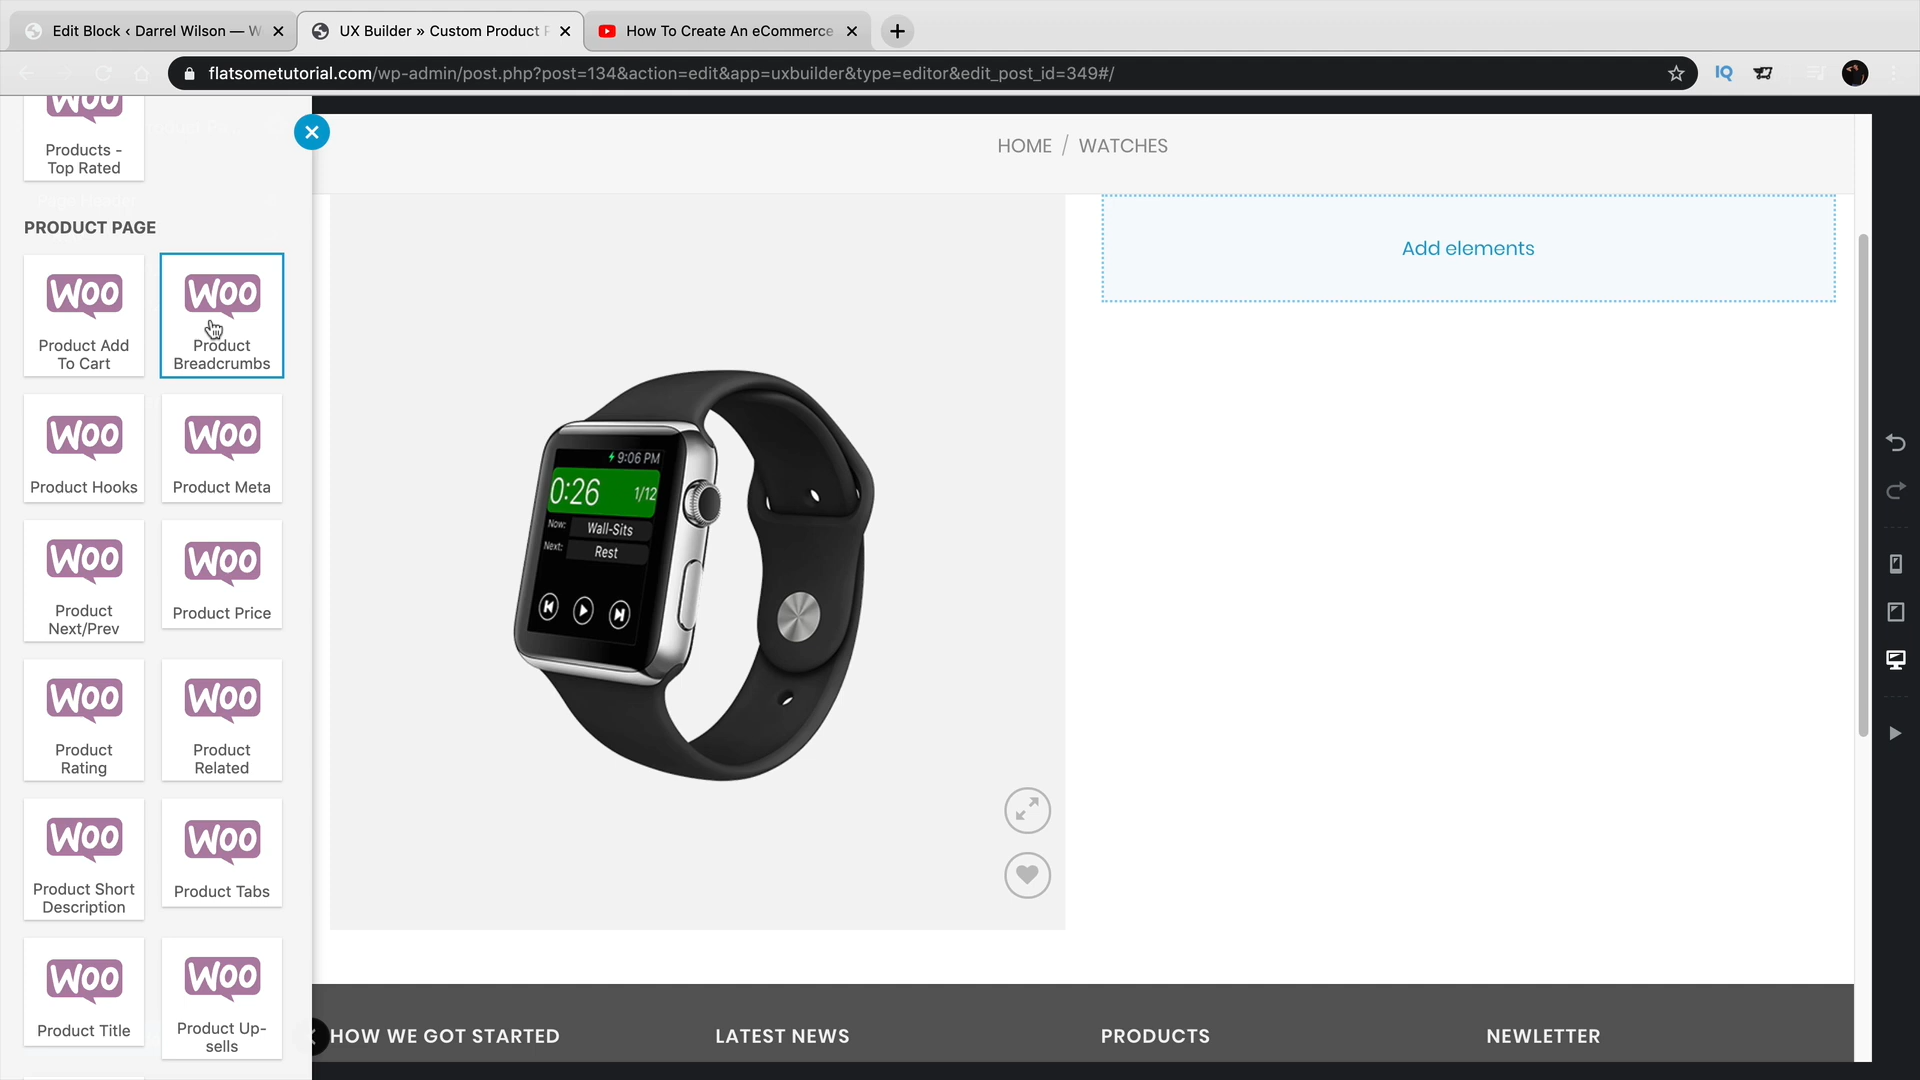 Edit Block ‹ Darrel Wilson — W
UX Builder » Custom Product P
How To Create An eCommerce
flatsometutorial.com/wp-admin/post.php?post=134&action=edit&app=uxbuilder&type=editor&edit_post_id=349#/
IQ
WOO
Products -
Top Rated
PRODUCT PAGE
WOO
Product Add
To Cart
WOO
Product
Breadcrumbs
WOO
Product Hooks
WOO
Product Meta
WOO
Product
Next/Prev
WOO
Product Price
WOO
Product
Rating
WOO
Product
Related
WOO
Product Short
Description
WOO
Product Tabs
WOO
Product Title
WOO
Product Up-
sells
HOME / WATCHES
Add elements
9:06 PM
0:26 1/12
Now: Wall-Sits
Next: Rest
HOW WE GOT STARTED
LATEST NEWS
PRODUCTS
NEWLETTER